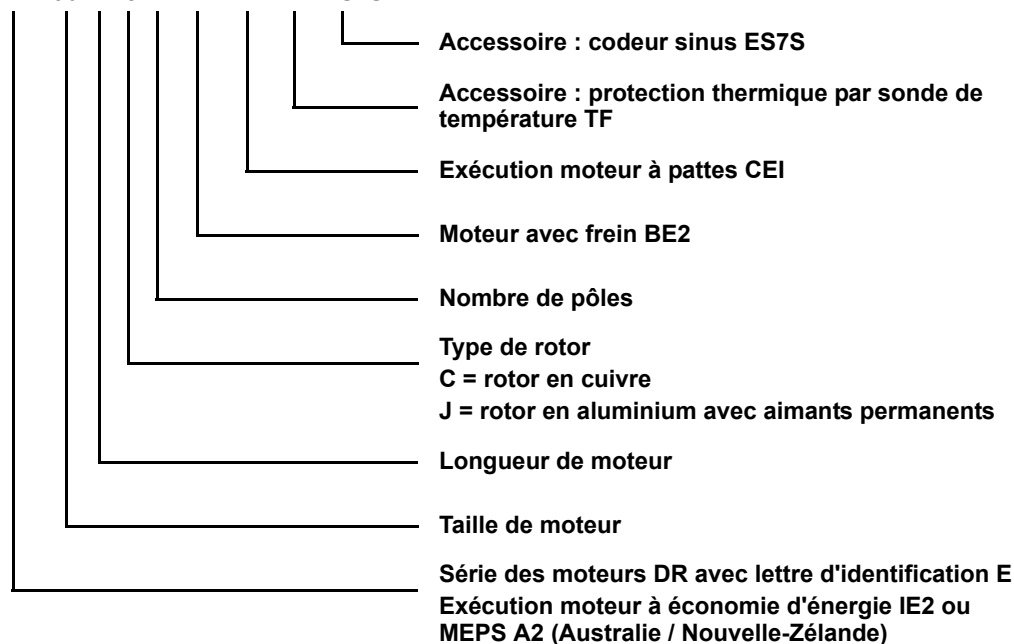 Accessoire : codeur sinus ES7S
Accessoire : protection thermique par sonde de
température TF
Exécution moteur à pattes CEI
Moteur avec frein BE2
Nombre de pôles
Type de rotor
C = rotor en cuivre
J = rotor en aluminium avec aimants permanents
Longueur de moteur
Taille de moteur
Série des moteurs DR avec lettre d'identification E
Exécution moteur à économie d'énergie IE2 ou
MEPS A2 (Australie / Nouvelle-Zélande)